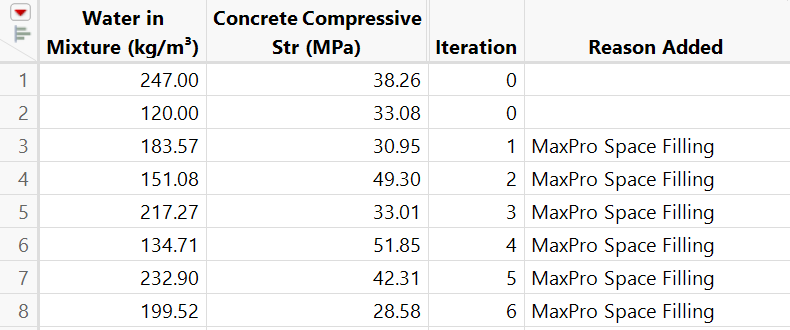 Water in Mixture (kg/m³) Concrete Compressive Str (MPa) Iteration Reason Added
1 247.00 38.26 0
2 120.00 33.08 0
3 183.57 30.95 1 MaxPro Space Filling
4 151.08 49.30 2 MaxPro Space Filling
5 217.27 33.01 3 MaxPro Space Filling
6 134.71 51.85 4 MaxPro Space Filling
7 232.90 42.31 5 MaxPro Space Filling
8 199.52 28.58 6 MaxPro Space Filling